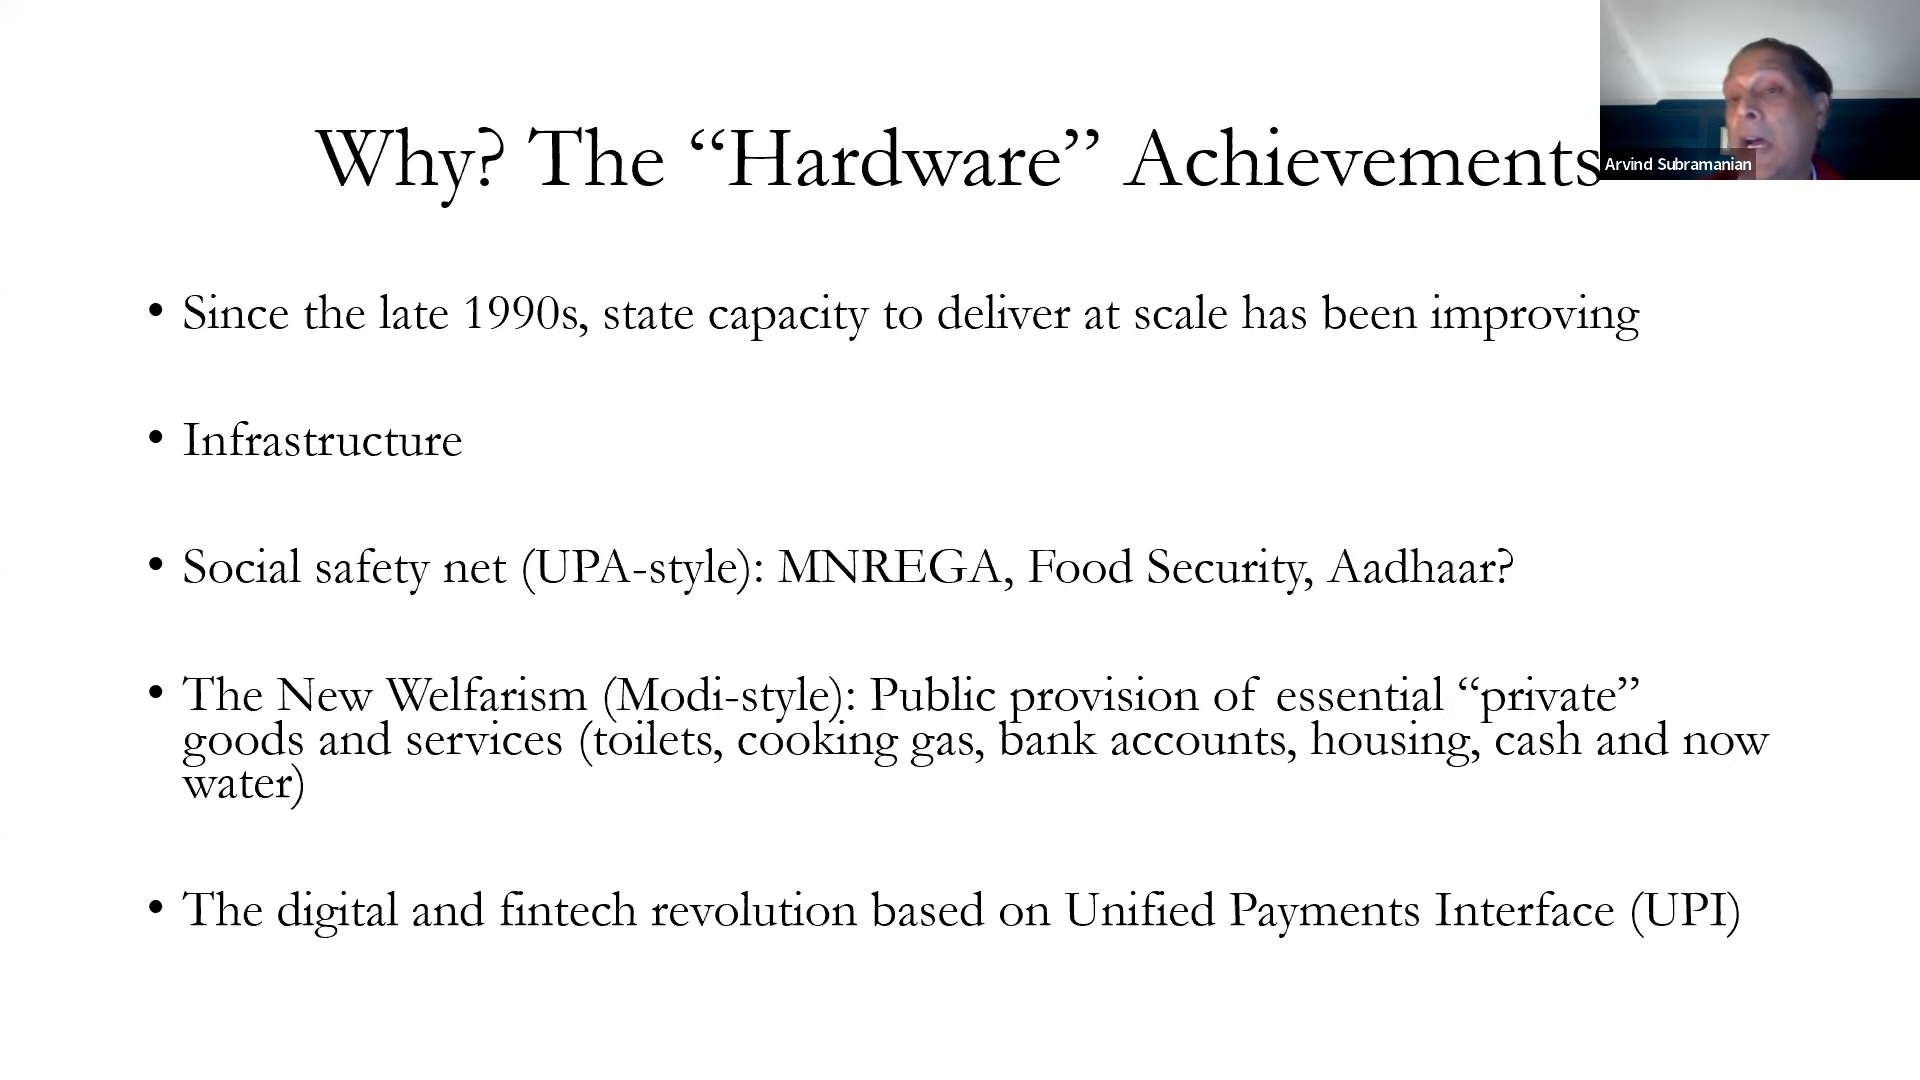 Why? The “Hardware” Achievements
Arvind Subramanian
• Since the late 1990s, state capacity to deliver at scale has been improving
• Infrastructure
• Social safety net (UPA-style): MNREGA, Food Security, Aadhaar?
• The New Welfarism (Modi-style): Public provision of essential “private”
goods and services (toilets, cooking gas, bank accounts, housing, cash and now
water)
• The digital and fintech revolution based on Unified Payments Interface (UPI)